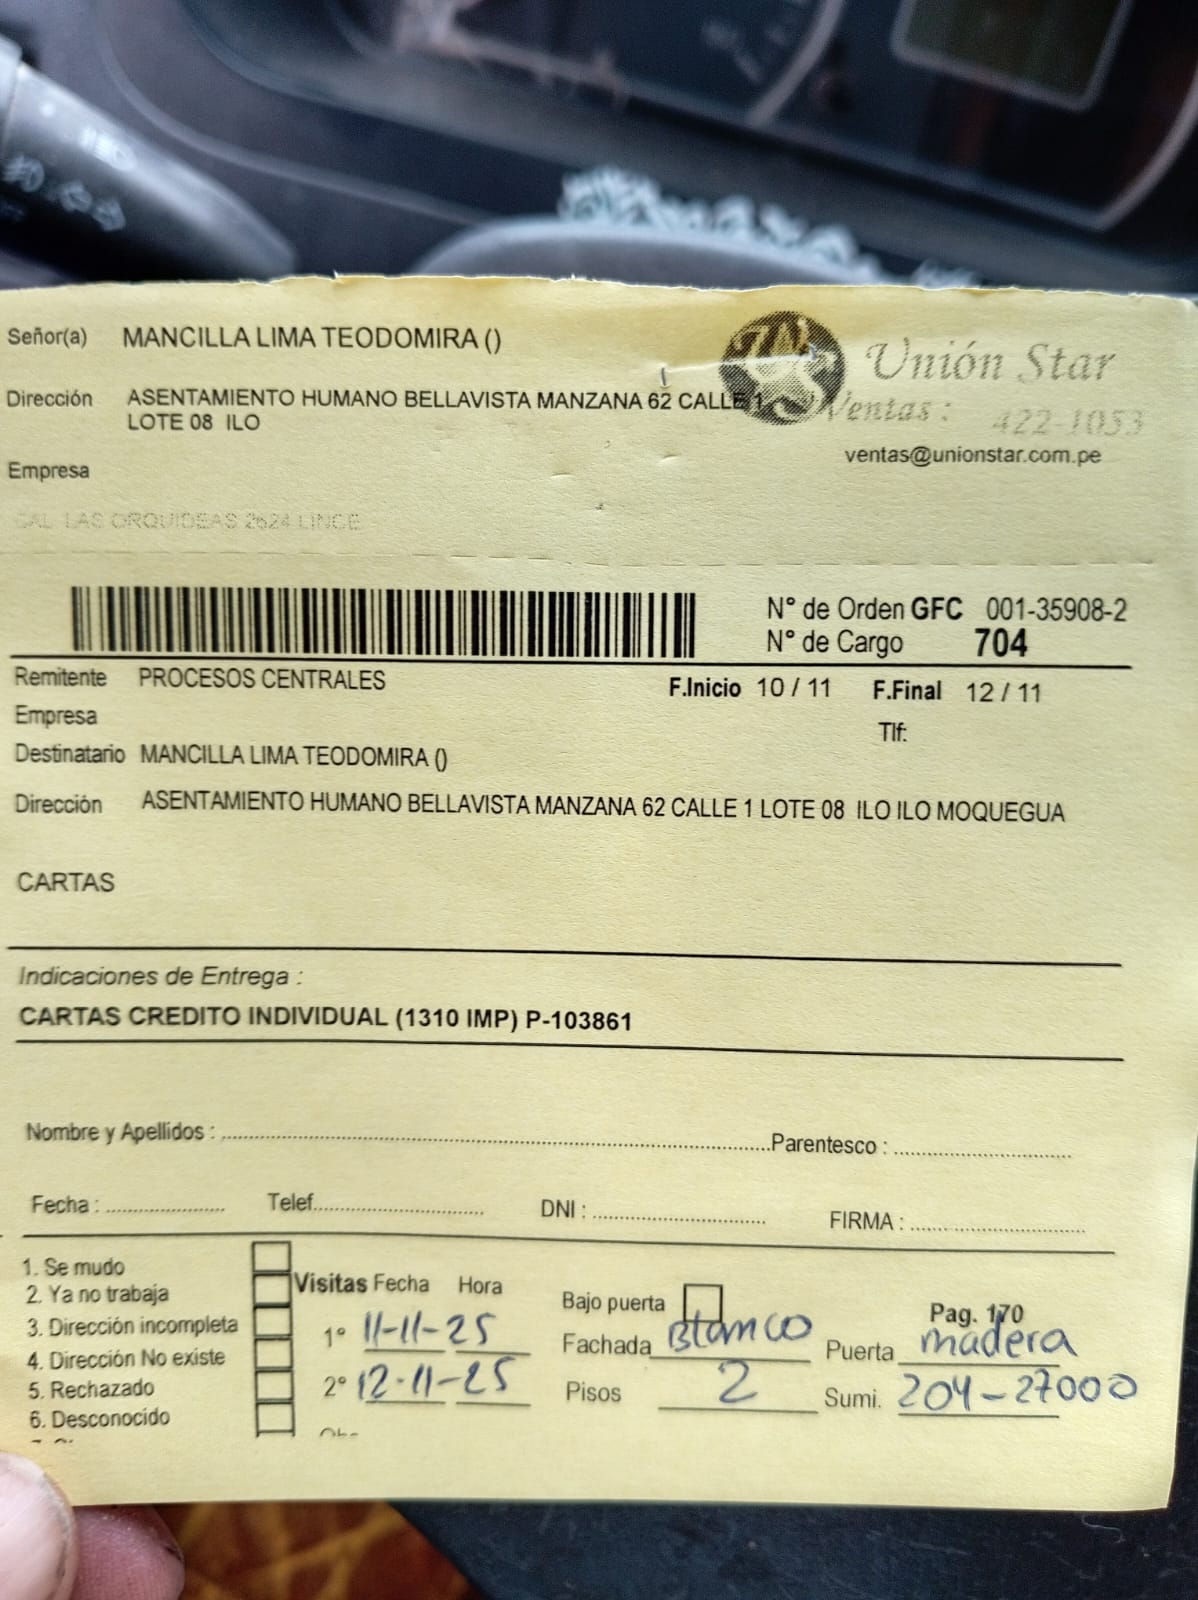 Señor(a) MANCILLA LIMA TEODOMIRA ()
Unión Star
Dirección ASENTAMIENTO HUMANO BELLAVISTA MANZANA 62 CALLE 1
LOTE 08 ILO
Ventas : 422-1053
ventas@unionstar.com.pe
Empresa
CAL LAS ORQUIDEAS 2624 LINCE
N° de Orden GFC 001-35908-2
N° de Cargo 704
Remitente PROCESOS CENTRALES
F.Inicio 10 / 11 F.Final 12 / 11
Empresa
Tlf:
Destinatario MANCILLA LIMA TEODOMIRA ()
Dirección ASENTAMIENTO HUMANO BELLAVISTA MANZANA 62 CALLE 1 LOTE 08 ILO ILO MOQUEGUA
CARTAS
Indicaciones de Entrega :
CARTAS CREDITO INDIVIDUAL (1310 IMP) P-103861
Nombre y Apellidos : Parentesco :
Fecha : Telef. DNI : FIRMA :
1. Se mudo
2. Ya no trabaja
3. Dirección incompleta
4. Dirección No existe
5. Rechazado
6. Desconocido
Visitas Fecha Hora
1° 11-11-25
2° 12-11-25
Bajo puerta
Pag. 170
Fachada Blanco Puerta madera
Pisos 2 Sumi. 204-27000